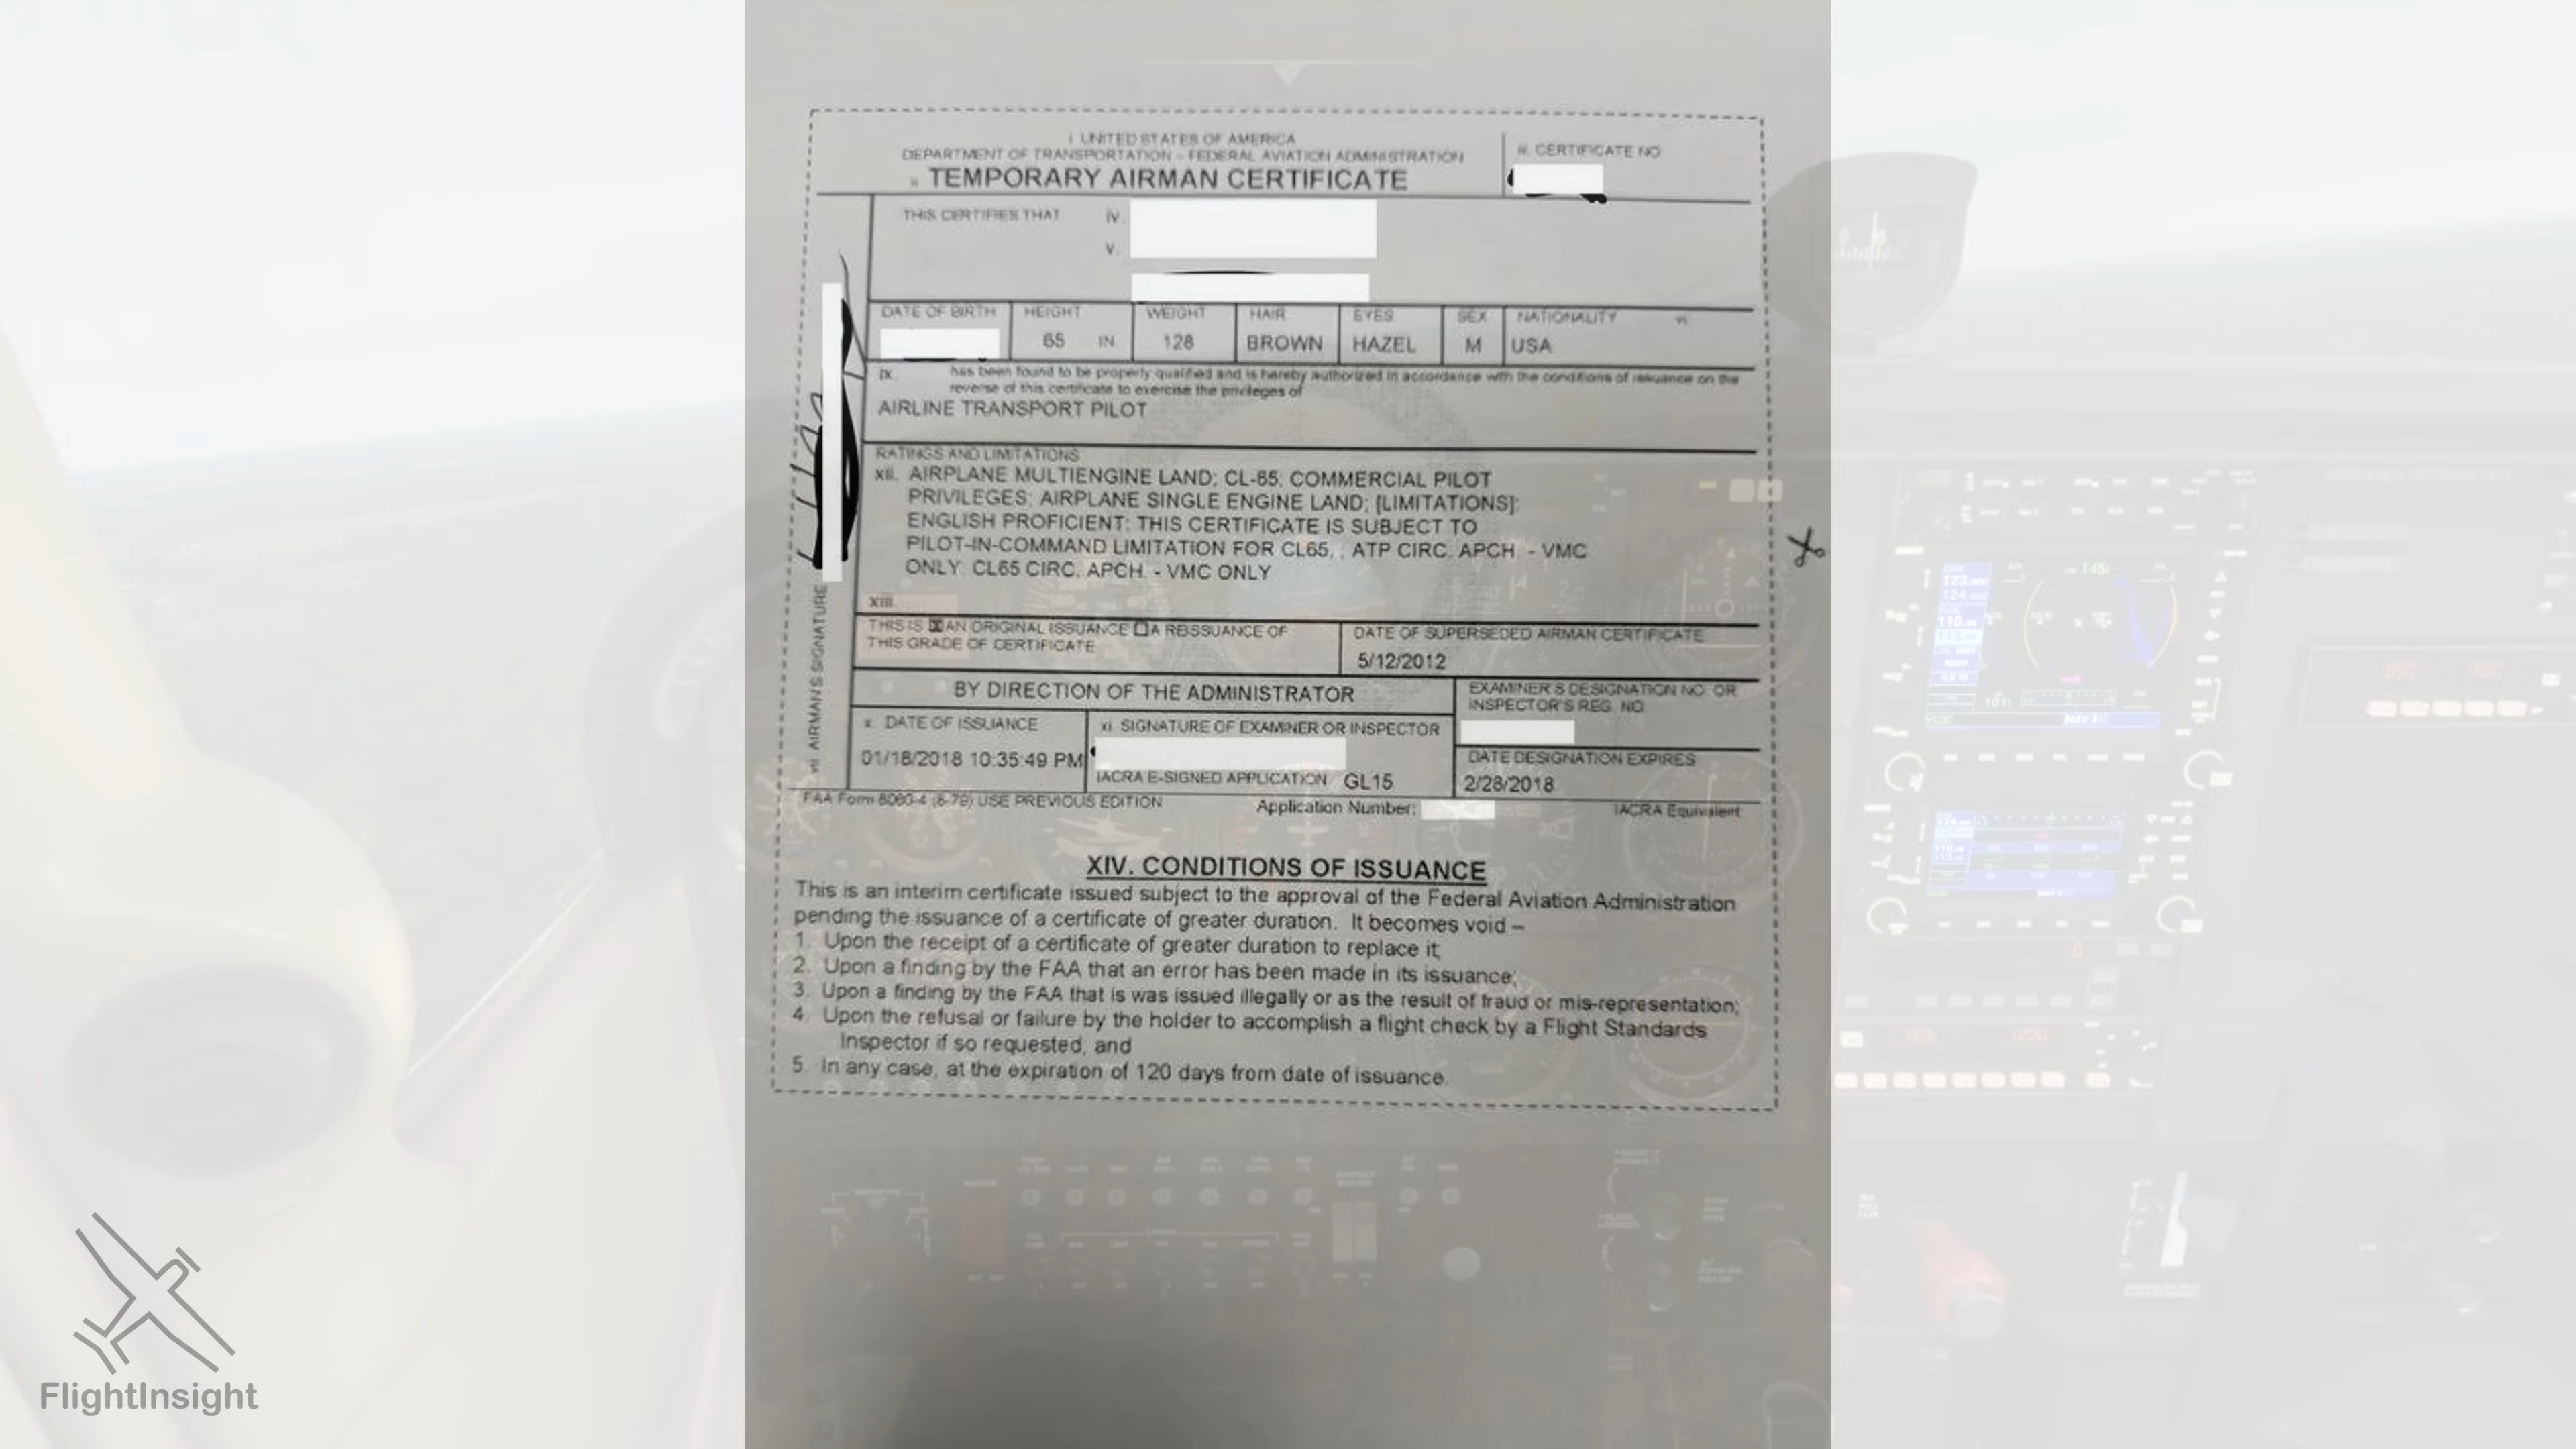 i. UNITED STATES OF AMERICA
DEPARTMENT OF TRANSPORTATION - FEDERAL AVIATION ADMINISTRATION
ii. TEMPORARY AIRMAN CERTIFICATE
iii. CERTIFICATE NO.
THIS CERTIFIES THAT iv.
v.
DATE OF BIRTH HEIGHT WEIGHT HAIR EYES SEX NATIONALITY vi.
65 IN 128 BROWN HAZEL M USA
ix. has been found to be properly qualified and is hereby authorized in accordance with the conditions of issuance on the
reverse of this certificate to exercise the privileges of
AIRLINE TRANSPORT PILOT
RATINGS AND LIMITATIONS
xii. AIRPLANE MULTIENGINE LAND; CL-65; COMMERCIAL PILOT
PRIVILEGES; AIRPLANE SINGLE ENGINE LAND; [LIMITATIONS]:
ENGLISH PROFICIENT; THIS CERTIFICATE IS SUBJECT TO
PILOT-IN-COMMAND LIMITATION FOR CL65. ; ATP CIRC. APCH. - VMC
ONLY; CL65 CIRC. APCH. - VMC ONLY
xiii.
THIS IS X AN ORIGINAL ISSUANCE A REISSUANCE OF
THIS GRADE OF CERTIFICATE
DATE OF SUPERSEDED AIRMAN CERTIFICATE
5/12/2012
BY DIRECTION OF THE ADMINISTRATOR
EXAMINER'S DESIGNATION NO. OR
INSPECTOR'S REG. NO.
x. DATE OF ISSUANCE
01/18/2018 10:35:49 PM
xi. SIGNATURE OF EXAMINER OR INSPECTOR
IACRA E-SIGNED APPLICATION GL15
DATE DESIGNATION EXPIRES
2/28/2018
vii AIRMAN'S SIGNATURE
FAA Form 8060-4 (8-79) USE PREVIOUS EDITION
Application Number:
IACRA Equivalent
XIV. CONDITIONS OF ISSUANCE
This is an interim certificate issued subject to the approval of the Federal Aviation Administration
pending the issuance of a certificate of greater duration. It becomes void –
1. Upon the receipt of a certificate of greater duration to replace it;
2. Upon a finding by the FAA that an error has been made in its issuance;
3. Upon a finding by the FAA that is was issued illegally or as the result of fraud or mis-representation;
4. Upon the refusal or failure by the holder to accomplish a flight check by a Flight Standards
Inspector if so requested; and
5. In any case, at the expiration of 120 days from date of issuance.
FlightInsight